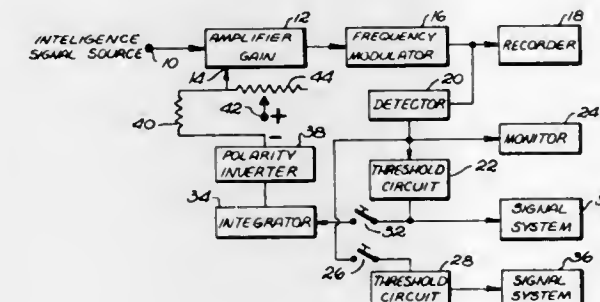 INTELIGENCE
SIGNAL SOURCE
10
AMPLIFIER
GAIN
12
14
44
FREQUENCY
MODULATOR
16
RECORDER
18
20
DETECTOR
42 +
40
-
38
POLARITY
INVERTER
MONITOR
24
THRESHOLD
CIRCUIT
22
34
INTEGRATOR
32
SIGNAL
SYSTEM
26
28
THRESHOLD
CIRCUIT
36
SIGNAL
SYSTEM